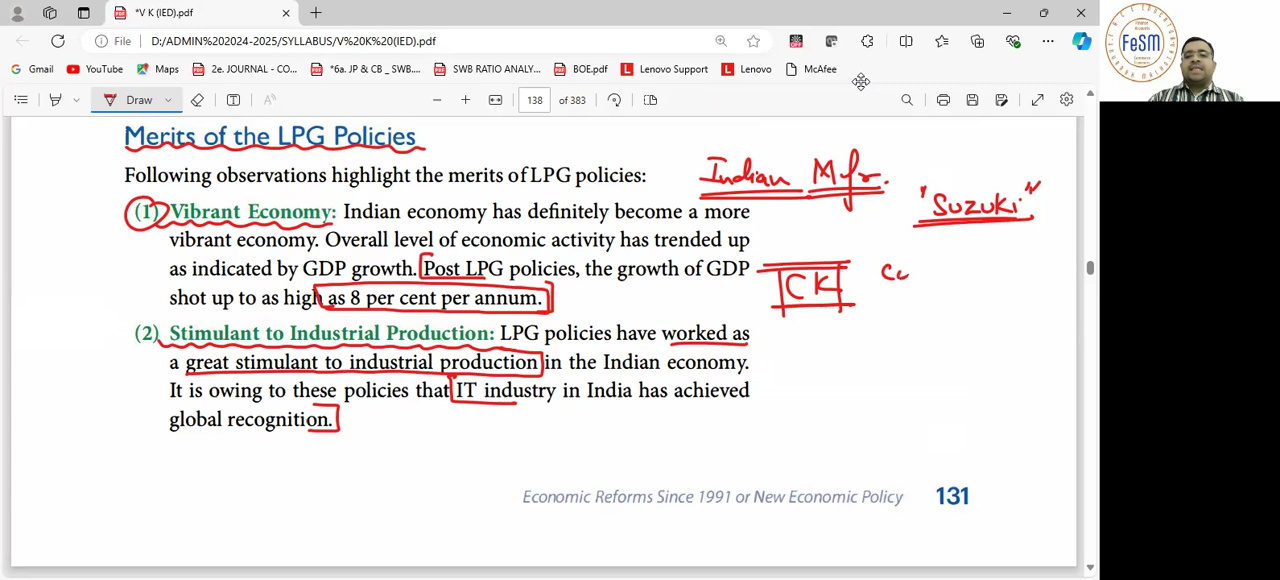 *V K (IED).pdf
File D:/ADMIN%202024-2025/SYLLABUS/V%20K%20(IED).pdf
Gmail YouTube Maps 2e. JOURNAL - CO... *6a. JP & CB _ SWB.... SWB RATIO ANALY... BOE.pdf Lenovo Support Lenovo McAfee
Draw 138 of 383
Merits of the LPG Policies
Following observations highlight the merits of LPG policies:
Indian Mfr.
"Suzuki"
(1) Vibrant Economy: Indian economy has definitely become a more
vibrant economy. Overall level of economic activity has trended up
as indicated by GDP growth. Post LPG policies, the growth of GDP
shot up to as high as 8 per cent per annum.
CK
(2) Stimulant to Industrial Production: LPG policies have worked as
a great stimulant to industrial production in the Indian economy.
It is owing to these policies that IT industry in India has achieved
global recognition.
Economic Reforms Since 1991 or New Economic Policy 131
FeSM